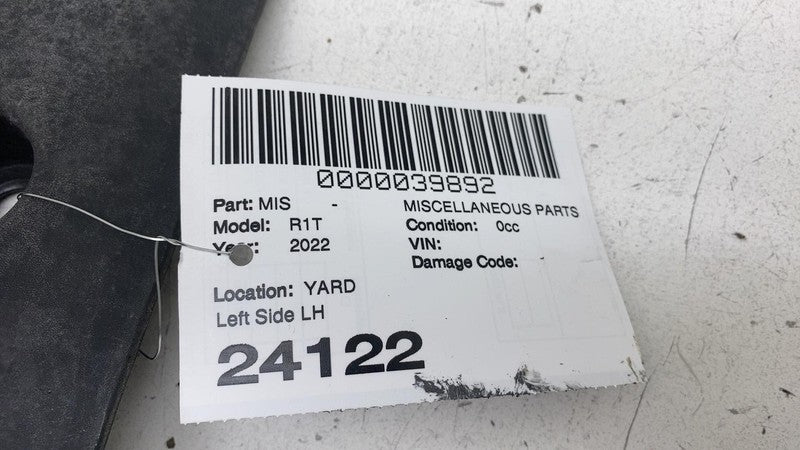 0000039892
Part: MIS - MISCELLANEOUS PARTS
Model: R1T Condition: 0cc
Year: 2022 VIN:
Damage Code:
Location: YARD
Left Side LH
24122